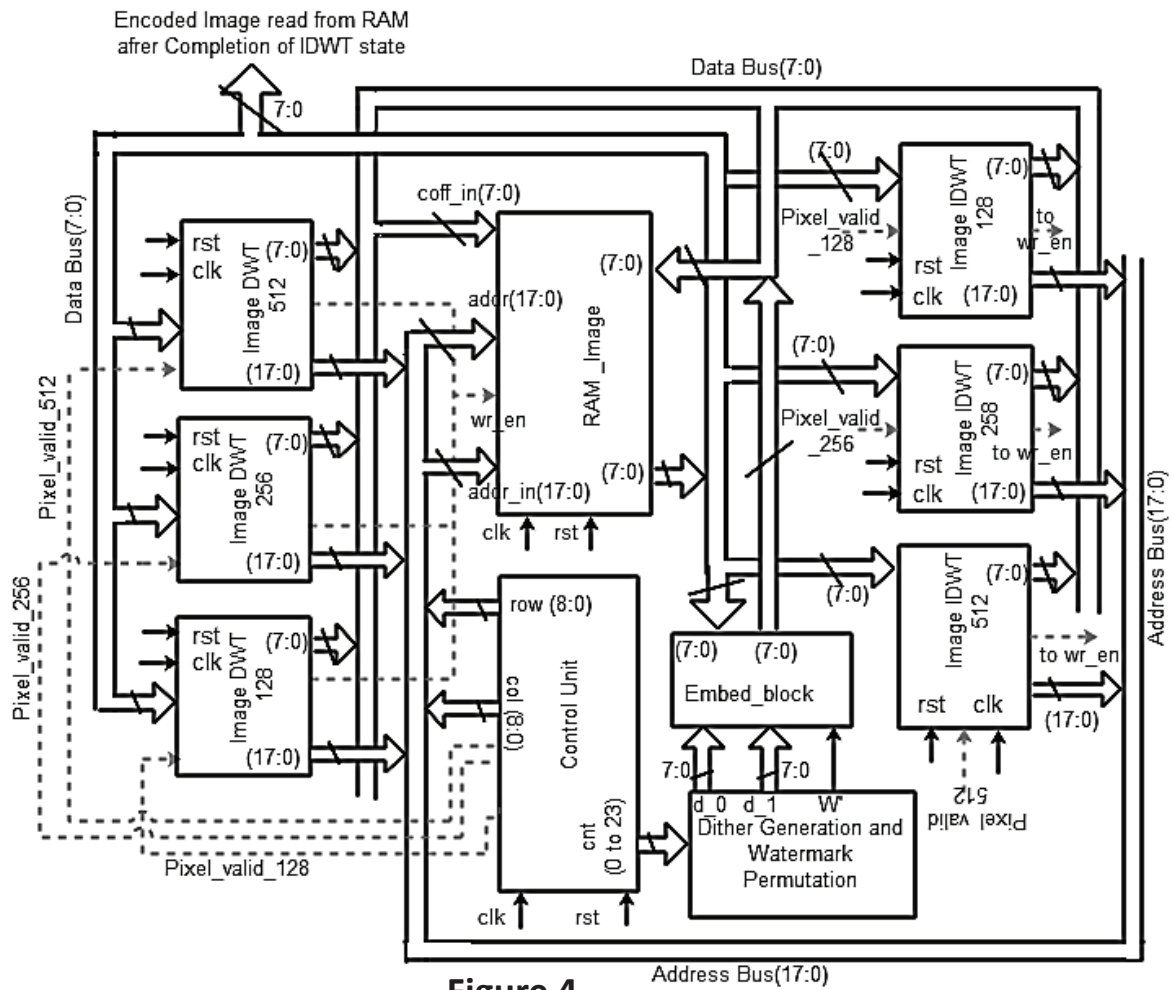 Encoded Image read from RAM
afrer Completion of IDWT state
7:0
Data Bus(7:0)
Data Bus(7:0)
rst
clk
(7:0)
Image DWT
512
(17:0)
Pixel_valid_512
rst
clk
(7:0)
Image DWT
256
(17:0)
Pixel_valid_256
rst
clk
(7:0)
Image DWT
128
(17:0)
Pixel_valid_128
coff_in(7:0)
(7:0)
addr(17:0)
RAM _Image
wr_en
addr_in(17:0)
(7:0)
clk
rst
row (8:0)
col (8:0)
Control Unit
cnt
(0 to 23)
clk
rst
(7:0)
(7:0)
Embed_block
7:0
7:0
d_0
d_1
W'
Dither Generation and
Watermark
Permutation
(7:0)
Pixel_valid
_128
rst
clk
(7:0)
Image IDWT
128
to
wr_en
(17:0)
(7:0)
Pixel_valid
_256
rst
clk
(7:0)
Image IDWT
258
to wr_en
(17:0)
(7:0)
(7:0)
Image IDWT
512
to wr_en
rst
clk
(17:0)
Pixel valid
512
Address Bus(17:0)
Address Bus(17:0)
Figure 4